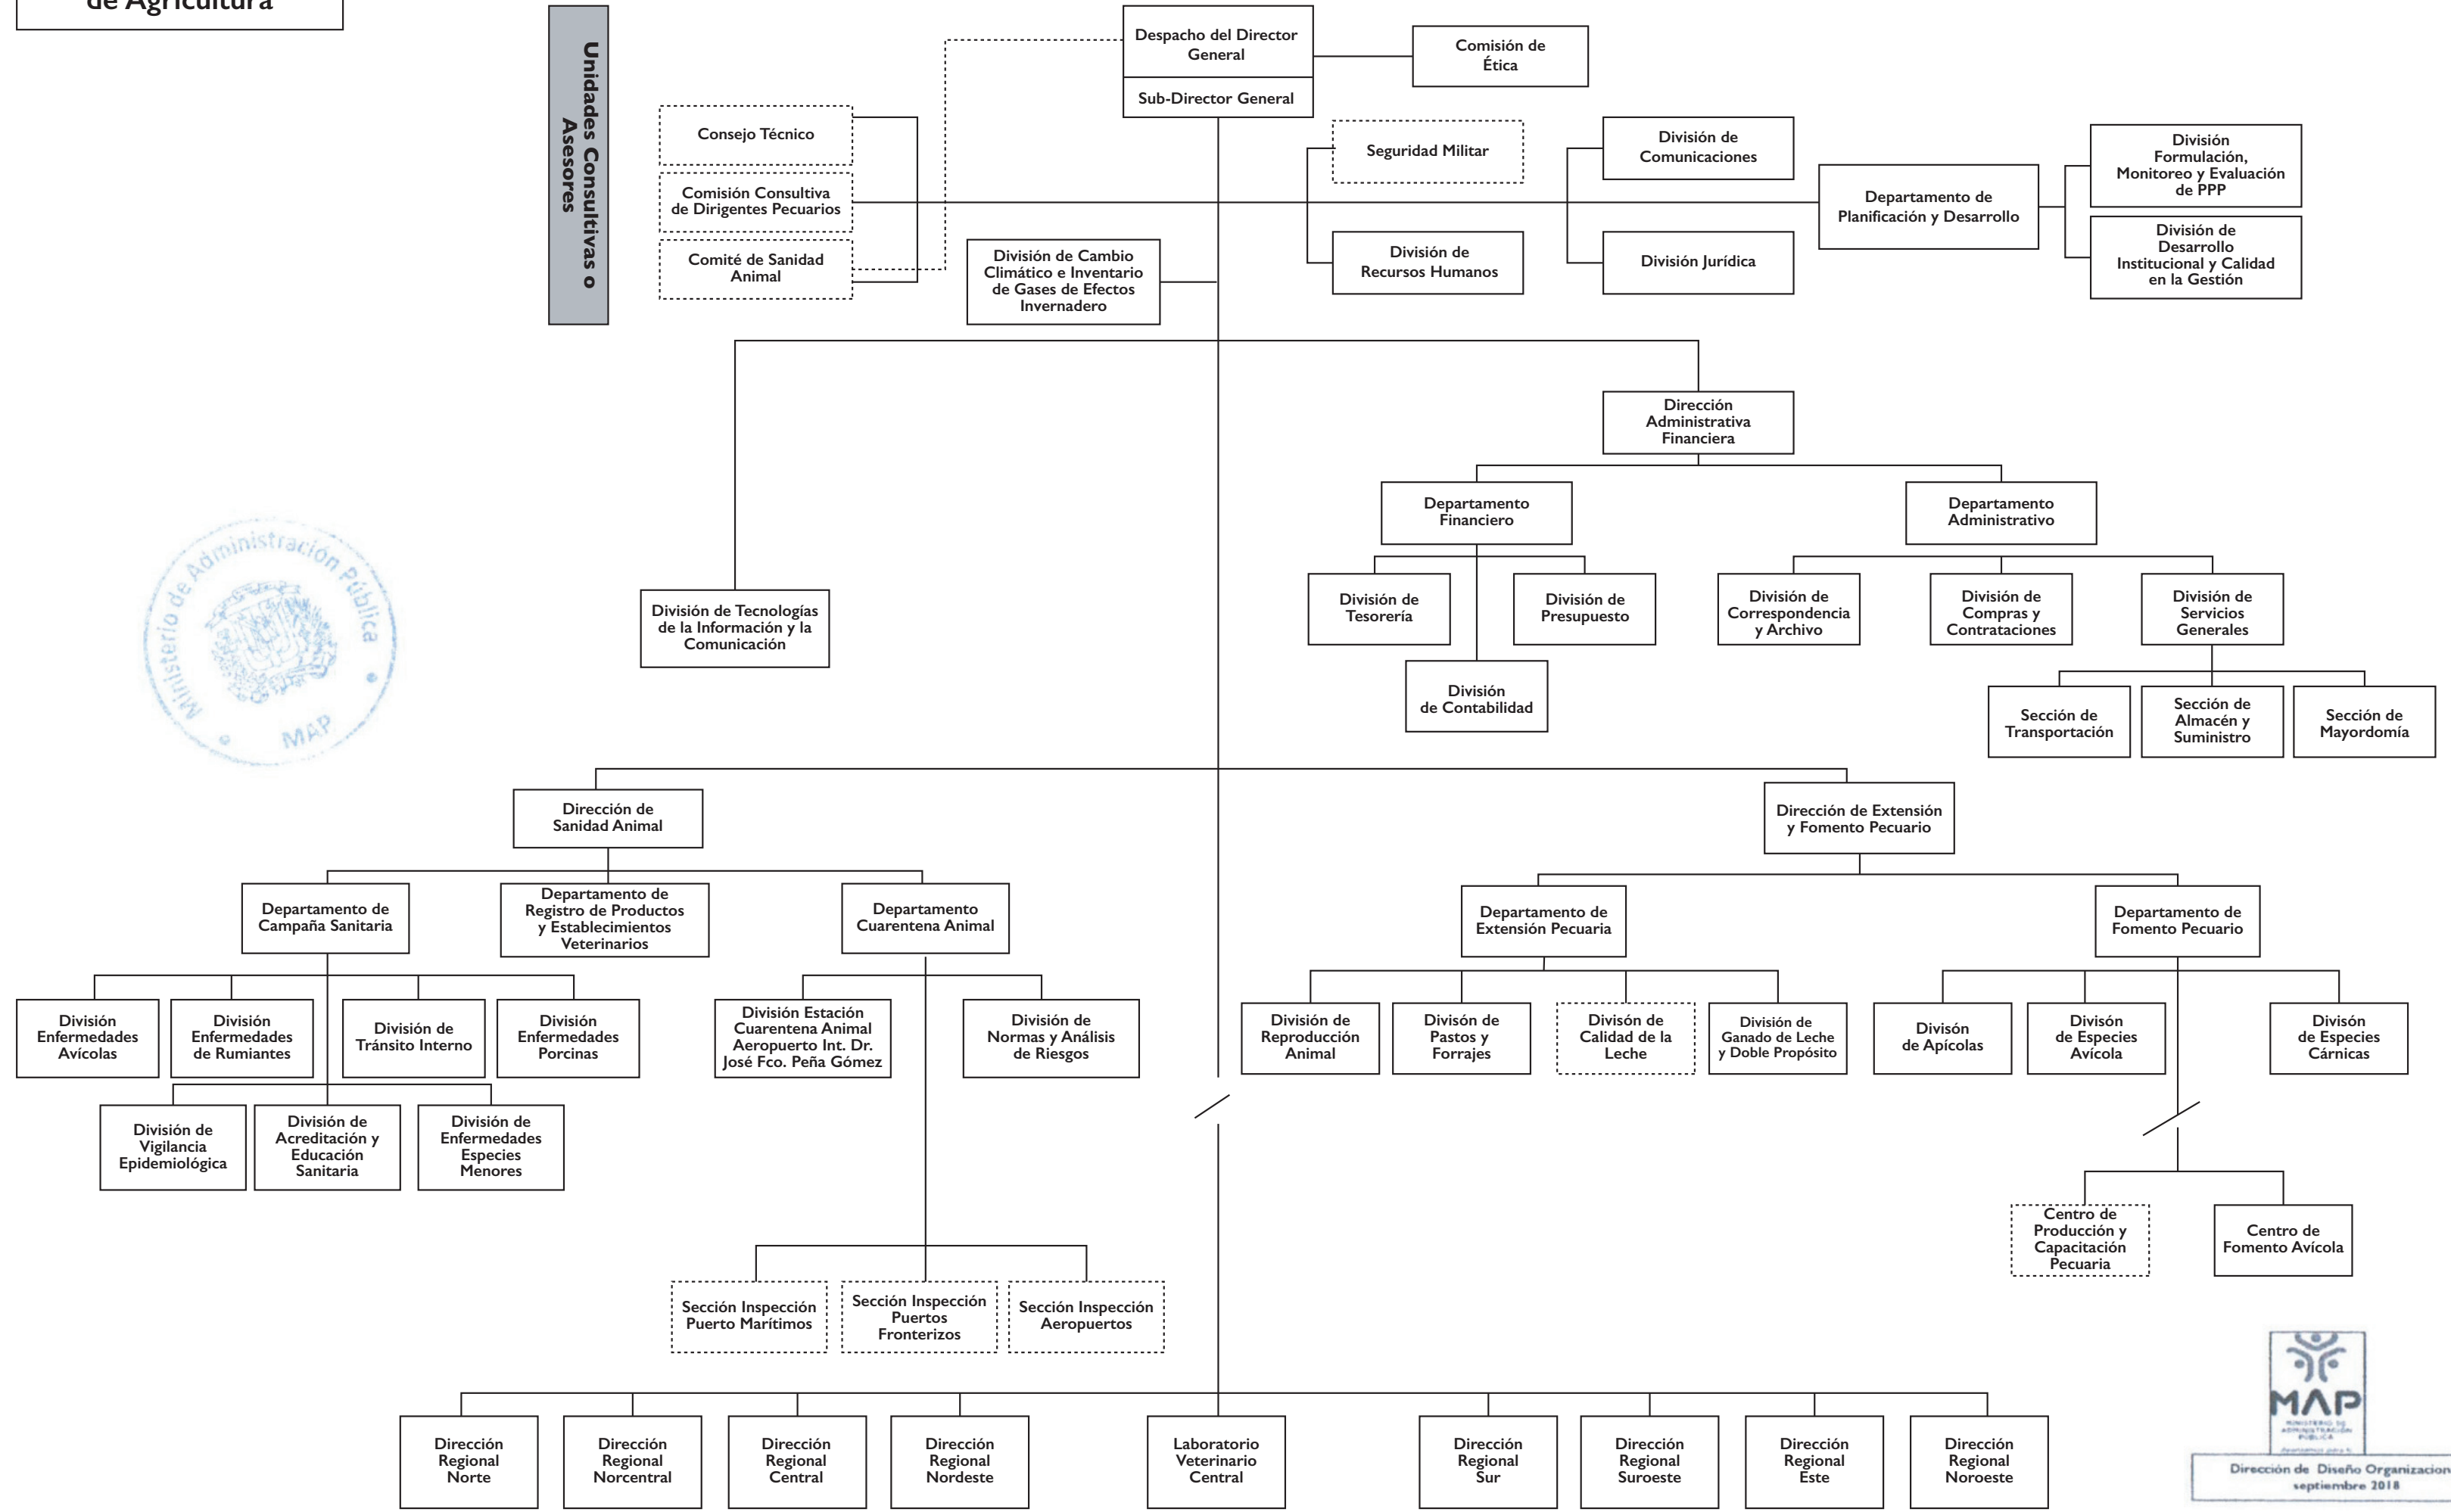 de Agricultura
Unidades Consultivas o
Asesores
Despacho del Director
General
Sub-Director General
Comisión de
Ética
Consejo Técnico
Comisión Consultiva
de Dirigentes Pecuarios
Comité de Sanidad
Animal
División de Cambio
Climático e Inventario
de Gases de Efectos
Invernadero
Seguridad Militar
División de
Recursos Humanos
División de
Comunicaciones
División Jurídica
Departamento de
Planificación y Desarrollo
División
Formulación,
Monitoreo y Evaluación
de PPP
División de
Desarrollo
Institucional y Calidad
en la Gestión
Dirección
Administrativa
Financiera
Departamento
Financiero
Departamento
Administrativo
División de Tecnologías
de la Información y la
Comunicación
División de
Tesorería
División de
Presupuesto
División
de Contabilidad
División de
Correspondencia
y Archivo
División de
Compras y
Contrataciones
División de
Servicios
Generales
Sección de
Transportación
Sección de
Almacén y
Suministro
Sección de
Mayordomía
Ministerio de Administración Pública
MAP
Dirección de
Sanidad Animal
Dirección de Extensión
y Fomento Pecuario
Departamento de
Campaña Sanitaria
Departamento de
Registro de Productos
y Establecimientos
Veterinarios
Departamento
Cuarentena Animal
Departamento de
Extensión Pecuaria
Departamento de
Fomento Pecuario
División
Enfermedades
Avícolas
División
Enfermedades
de Rumiantes
División de
Tránsito Interno
División
Enfermedades
Porcinas
División Estación
Cuarentena Animal
Aeropuerto Int. Dr.
José Fco. Peña Gómez
División de
Normas y Análisis
de Riesgos
División de
Reproducción
Animal
Divisón de
Pastos y
Forrajes
Divisón de
Calidad de la
Leche
División de
Ganado de Leche
y Doble Propósito
Divisón
de Apícolas
Divisón
de Especies
Avícola
Divisón
de Especies
Cárnicas
División de
Vigilancia
Epidemiológica
División de
Acreditación y
Educación
Sanitaria
División de
Enfermedades
Especies
Menores
Centro de
Producción y
Capacitación
Pecuaria
Centro de
Fomento Avícola
Sección Inspección
Puerto Marítimos
Sección Inspección
Puertos
Fronterizos
Sección Inspección
Aeropuertos
Dirección
Regional
Norte
Dirección
Regional
Norcentral
Dirección
Regional
Central
Dirección
Regional
Nordeste
Laboratorio
Veterinario
Central
Dirección
Regional
Sur
Dirección
Regional
Suroeste
Dirección
Regional
Este
Dirección
Regional
Noroeste
MAP
MINISTERIO DE
ADMINISTRACIÓN
PÚBLICA
Dirección de Diseño Organizacion
septiembre 2018